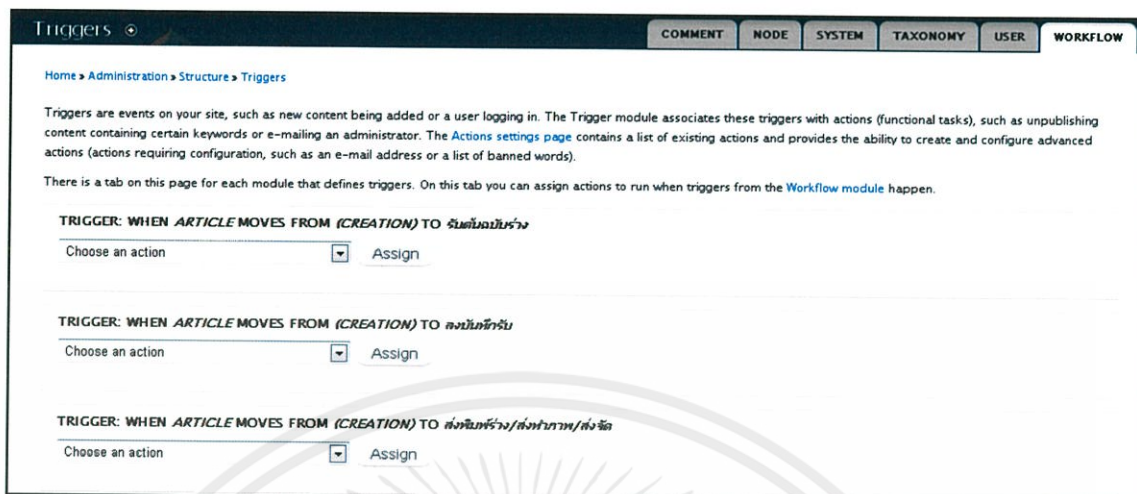 Triggers
COMMENT NODE SYSTEM TAXONOMY USER WORKFLOW
Home » Administration » Structure » Triggers
Triggers are events on your site, such as new content being added or a user logging in. The Trigger module associates these triggers with actions (functional tasks), such as unpublishing
content containing certain keywords or e-mailing an administrator. The Actions settings page contains a list of existing actions and provides the ability to create and configure advanced
actions (actions requiring configuration, such as an e-mail address or a list of banned words).
There is a tab on this page for each module that defines triggers. On this tab you can assign actions to run when triggers from the Workflow module happen.
TRIGGER: WHEN ARTICLE MOVES FROM (CREATION) TO รับต้นฉบับร่าง
Choose an action Assign
TRIGGER: WHEN ARTICLE MOVES FROM (CREATION) TO ลงบันทึกรับ
Choose an action Assign
TRIGGER: WHEN ARTICLE MOVES FROM (CREATION) TO ส่งพิมพ์ร่าง/ส่งทำภาพ/ส่งจัด
Choose an action Assign